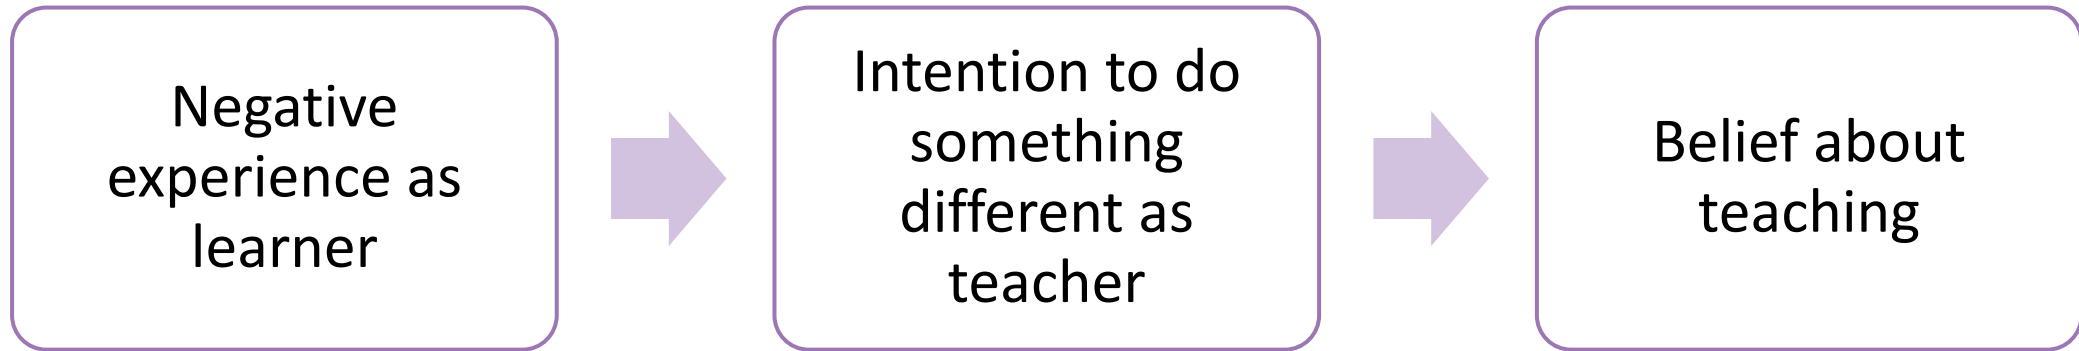 Negative
experience as
learner
Intention to do
something
different as
teacher
Belief about
teaching